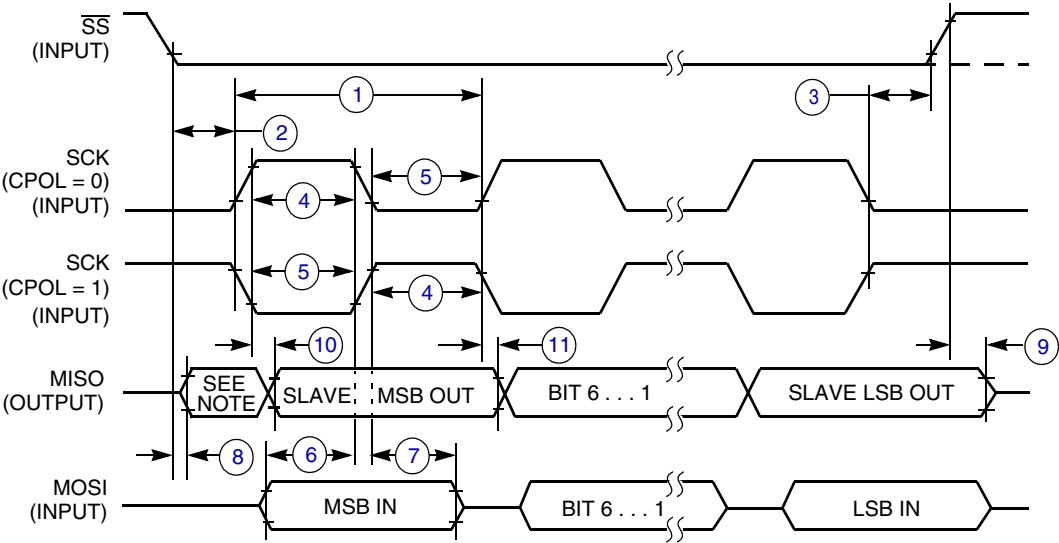 SS
(INPUT)
1
3
2
SCK
(CPOL = 0)
(INPUT)
5
4
SCK
(CPOL = 1)
(INPUT)
5
4
10
11
9
MISO
(OUTPUT)
SEE
NOTE
SLAVE
MSB OUT
BIT 6 . . . 1
SLAVE LSB OUT
8
6
7
MOSI
(INPUT)
MSB IN
BIT 6 . . . 1
LSB IN